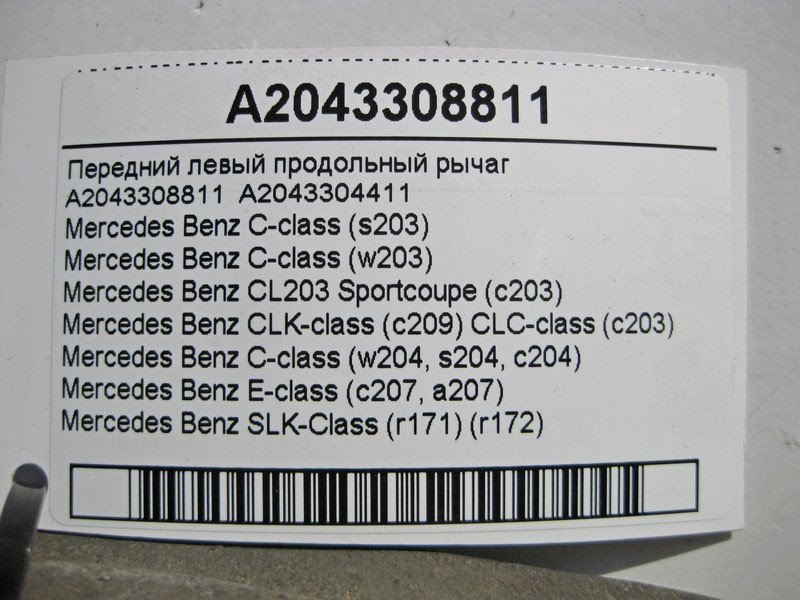 A2043308811
Передний левый продольный рычаг
A2043308811 A2043304411
Mercedes Benz C-class (s203)
Mercedes Benz C-class (w203)
Mercedes Benz CL203 Sportcoupe (c203)
Mercedes Benz CLK-class (c209) CLC-class (c203)
Mercedes Benz C-class (w204, s204, c204)
Mercedes Benz E-class (c207, a207)
Mercedes Benz SLK-Class (r171) (r172)